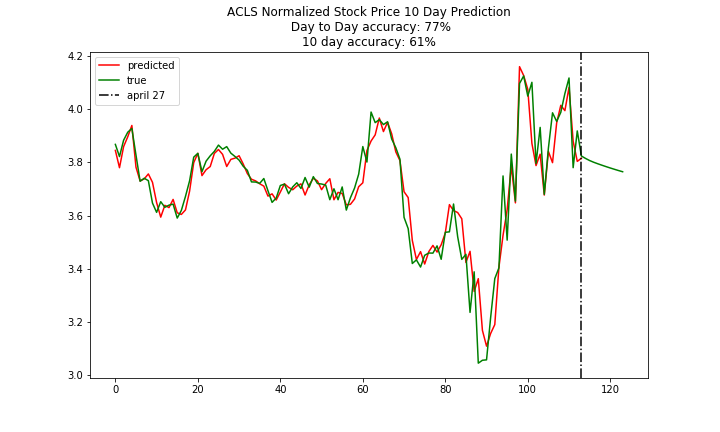 ACLS Normalized Stock Price 10 Day Prediction
Day to Day accuracy: 77%
10 day accuracy: 61%
predicted
true
april 27
4.2
4.0
3.8
3.6
3.4
3.2
3.0
0 20 40 60 80 100 120